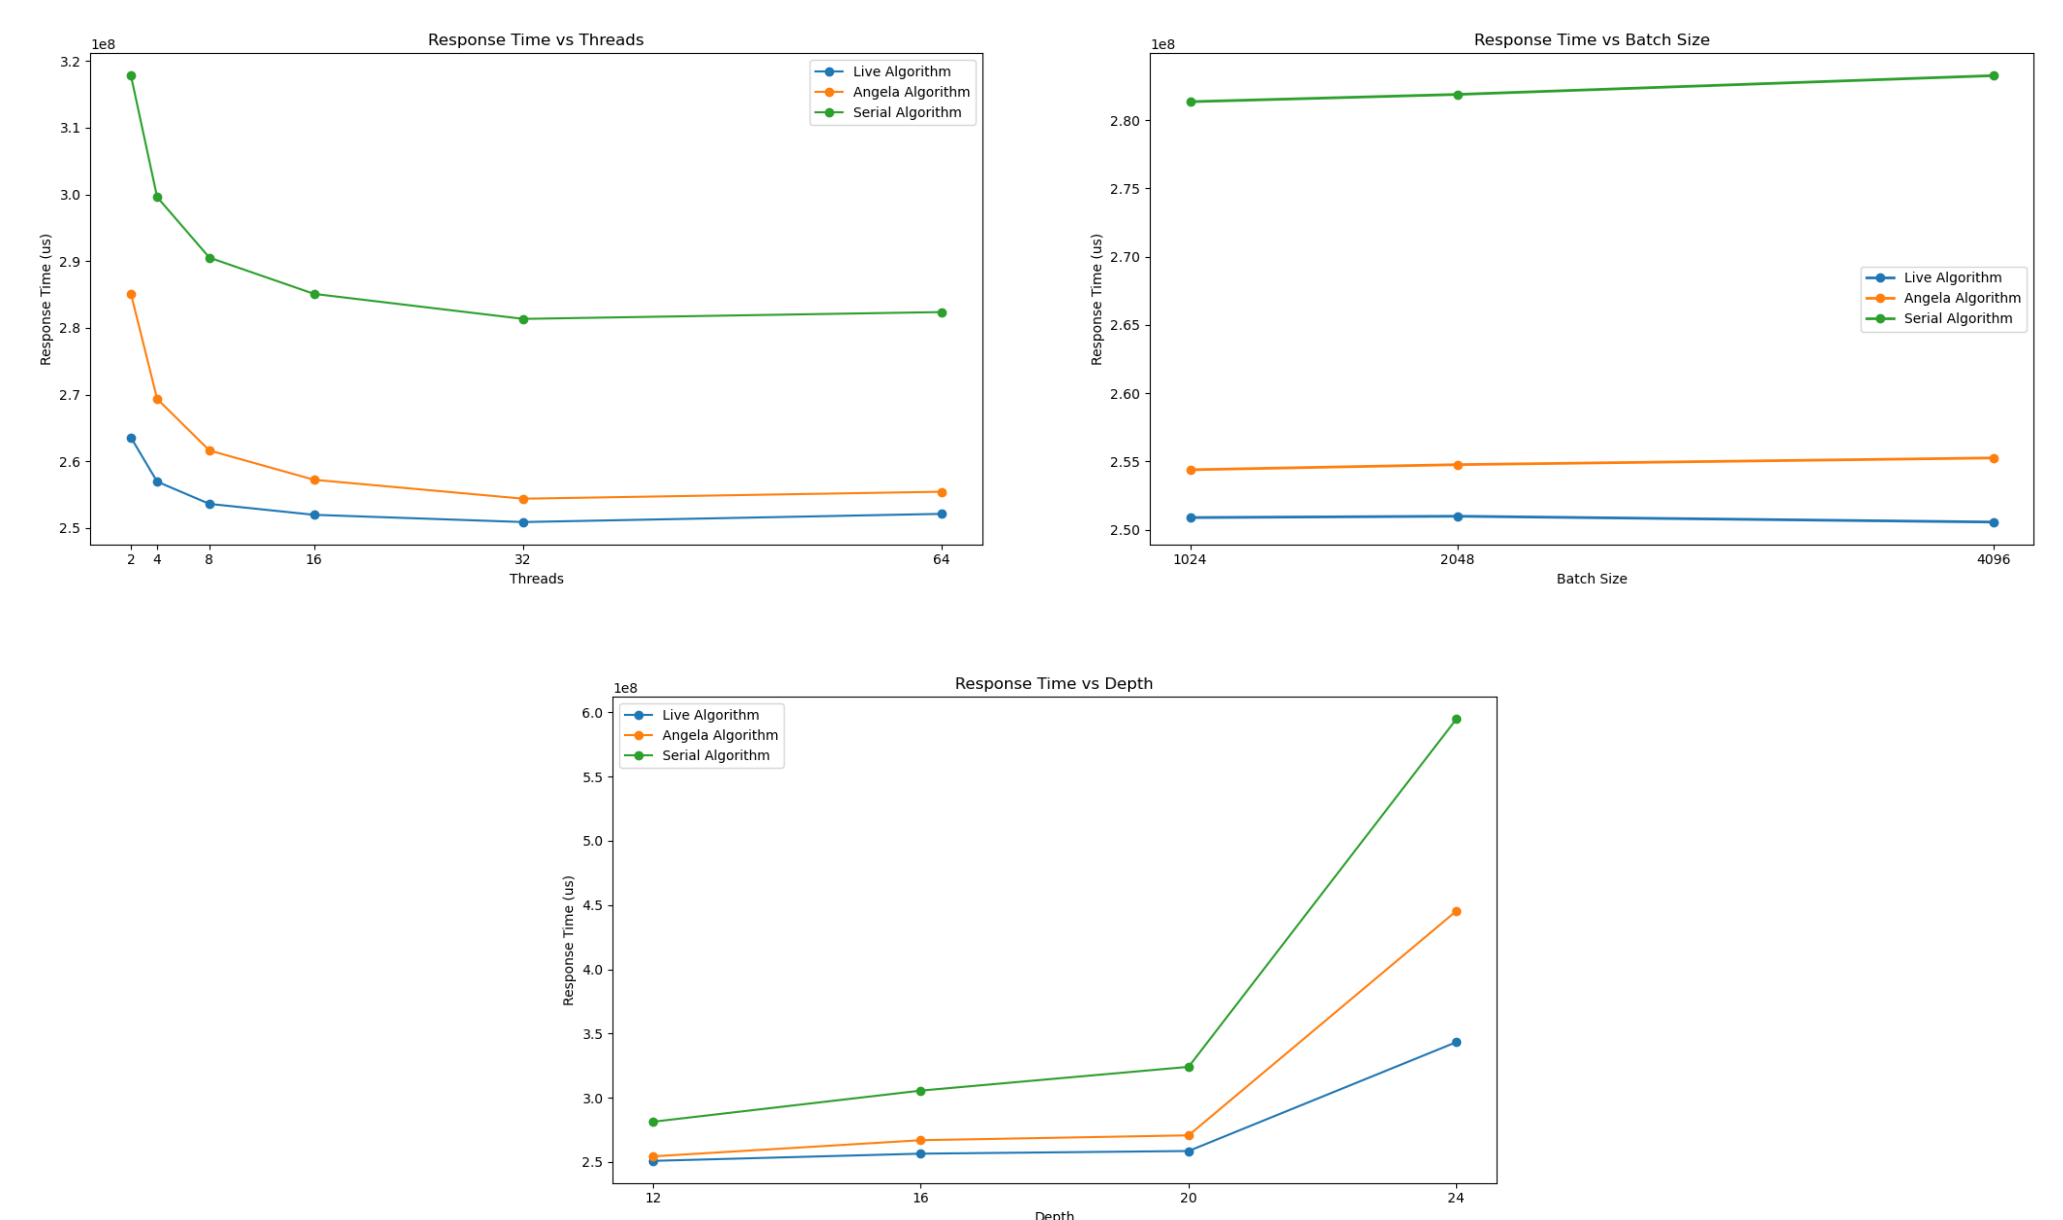 Response Time vs Threads
1e8
3.2
3.1
3.0
2.9
2.8
2.7
2.6
2.5
Response Time (us)
Live Algorithm
Angela Algorithm
Serial Algorithm
2 4 8 16 32 64
Threads
Response Time vs Batch Size
1e8
2.80
2.75
2.70
2.65
2.60
2.55
2.50
Response Time (us)
Live Algorithm
Angela Algorithm
Serial Algorithm
1024 2048 4096
Batch Size
Response Time vs Depth
1e8
6.0
5.5
5.0
4.5
4.0
3.5
3.0
2.5
Response Time (us)
Live Algorithm
Angela Algorithm
Serial Algorithm
12 16 20 24
Depth